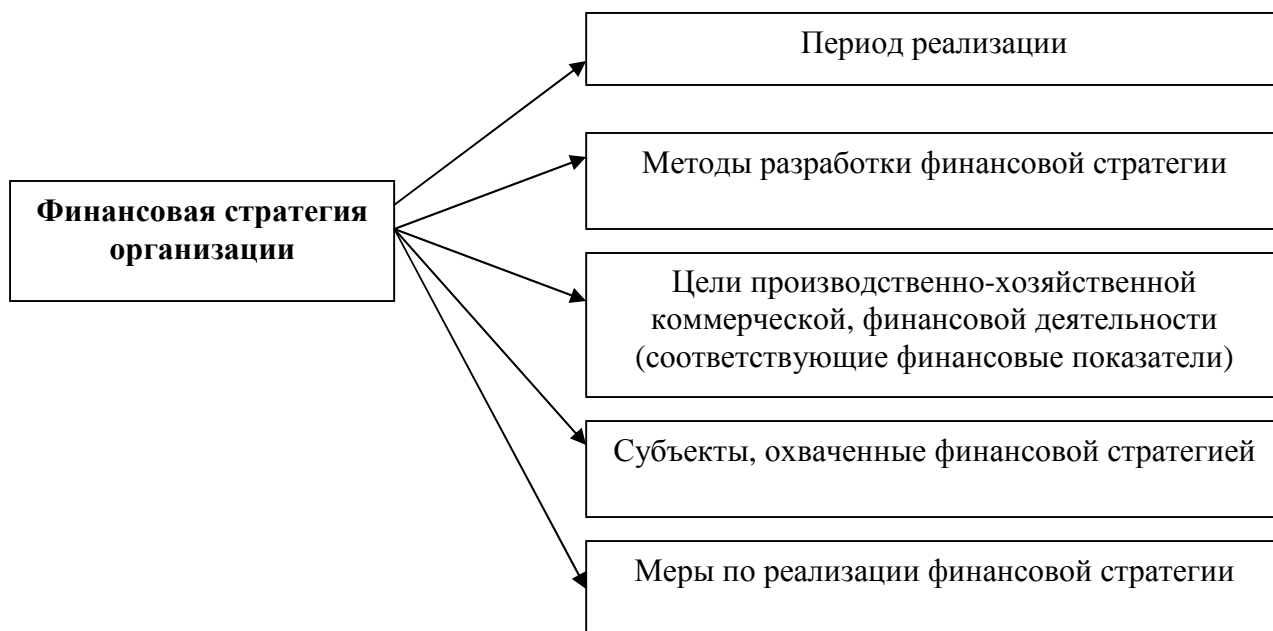 Период реализации
Методы разработки финансовой стратегии
Финансовая стратегия
организации
Цели производственно-хозяйственной
коммерческой, финансовой деятельности
(соответствующие финансовые показатели)
Субъекты, охваченные финансовой стратегией
Меры по реализации финансовой стратегии